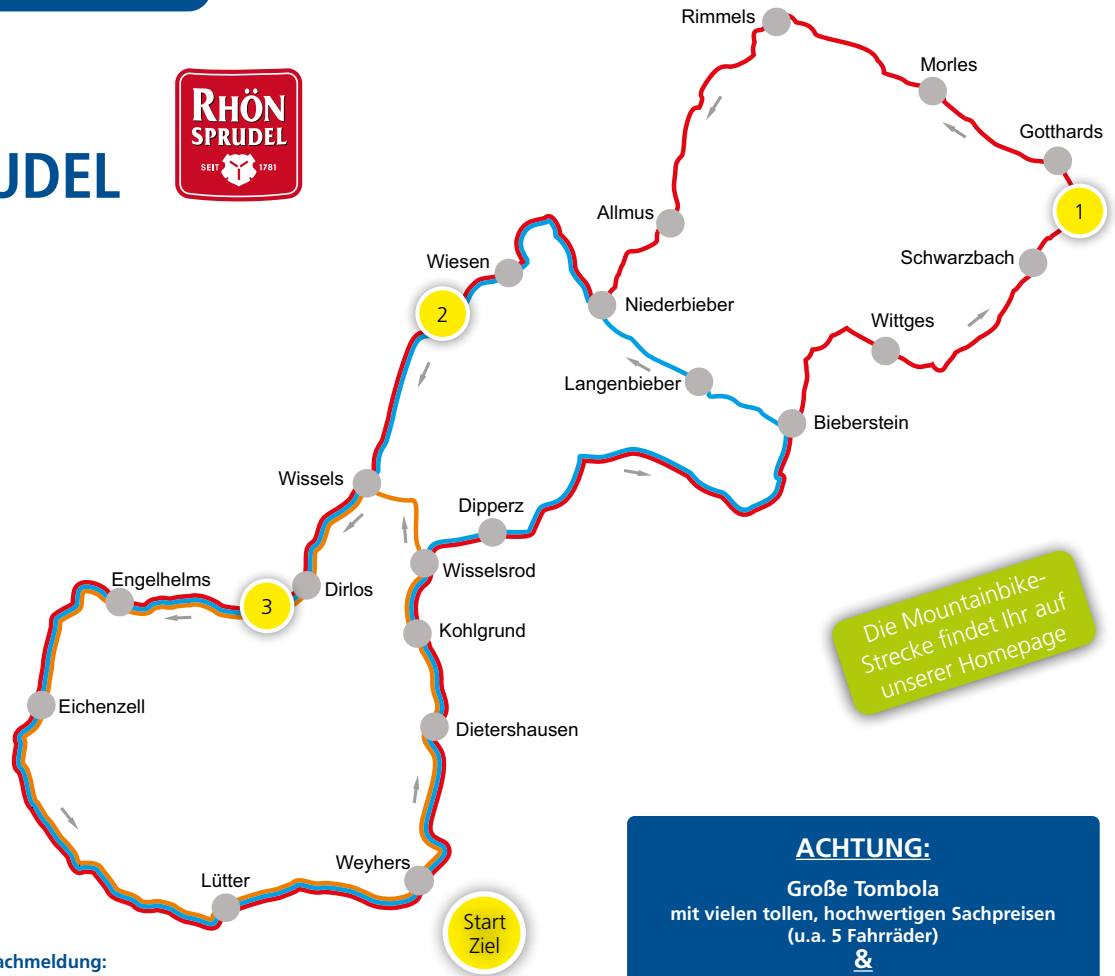 RHÖN
SPRUDEL
SEIT 1781
UDEL
Rimmels
Morles
Gotthards
1
Allmus
Schwarzbach
Wiesen
Niederbieber
2
Wittges
Langenbieber
Bieberstein
Wissels
Dipperz
Wisselsrod
Engelhelms
Dirlos
3
Kohlgrund
Die Mountainbike-
Strecke findet Ihr auf
unserer Homepage
Eichenzell
Dietershausen
Weyhers
Lütter
Start
Ziel
ACHTUNG:
Große Tombola
mit vielen tollen, hochwertigen Sachpreisen
(u.a. 5 Fahrräder)
&
achmeldung: